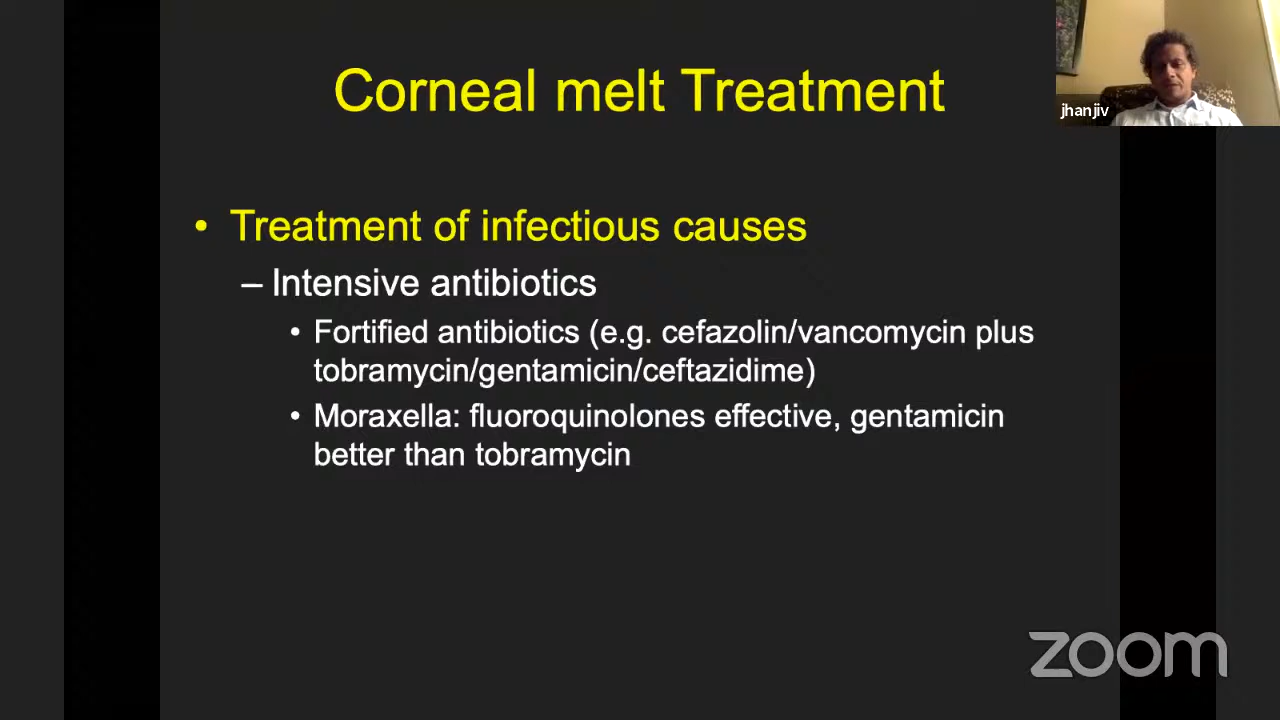 Corneal melt Treatment
jhanjiv
• Treatment of infectious causes
– Intensive antibiotics
• Fortified antibiotics (e.g. cefazolin/vancomycin plus
tobramycin/gentamicin/ceftazidime)
• Moraxella: fluoroquinolones effective, gentamicin
better than tobramycin
zoom